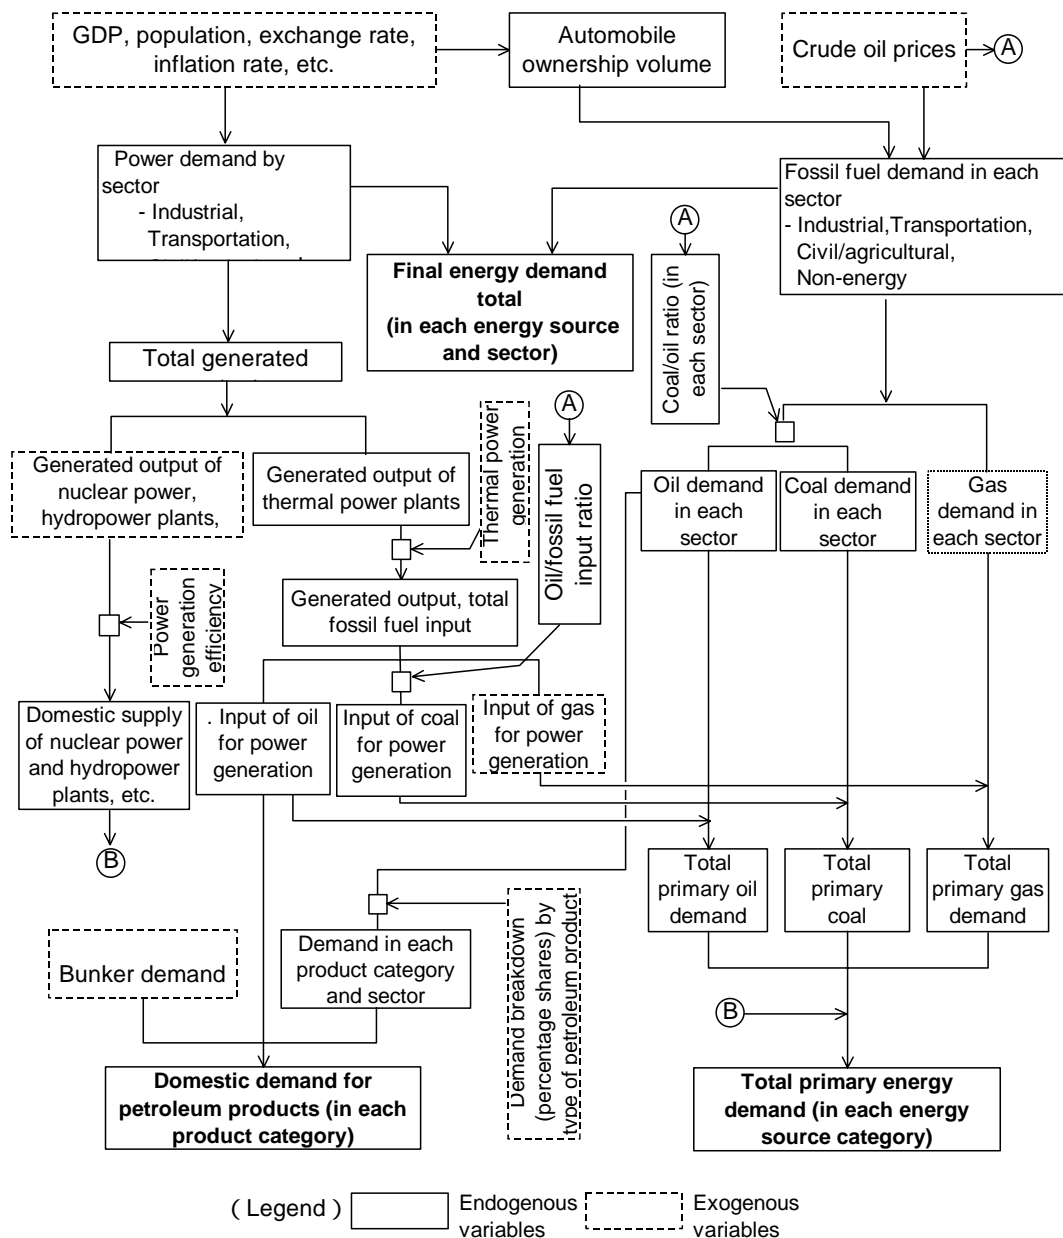 GDP, population, exchange rate,
inflation rate, etc.
Automobile
ownership volume
Crude oil prices
A
Power demand by
sector
- Industrial,
Transportation,
Fossil fuel demand in each
sector
- Industrial,Transportation,
Civil/agricultural,
Non-energy
A
Final energy demand
total
(in each energy source
and sector)
Coal/oil ratio (in
each sector)
Total generated
A
Generated output of
nuclear power,
hydropower plants,
Generated output of
thermal power plants
Thermal power
generation
Oil/fossil fuel
input ratio
Oil demand
in each
sector
Coal demand
in each
sector
Gas
demand in
each sector
Power
generation
efficiency
Generated output, total
fossil fuel input
Domestic supply
of nuclear power
and hydropower
plants, etc.
. Input of oil
for power
generation
Input of coal
for power
generation
Input of gas
for power
generation
B
Total
primary oil
demand
Total
primary
coal
Total
primary gas
demand
Bunker demand
Demand in each
product category
and sector
Demand breakdown
(percentage shares) by
type of petroleum product
B
Domestic demand for
petroleum products (in each
product category)
Total primary energy
demand (in each energy
source category)
( Legend )
Endogenous
variables
Exogenous
variables